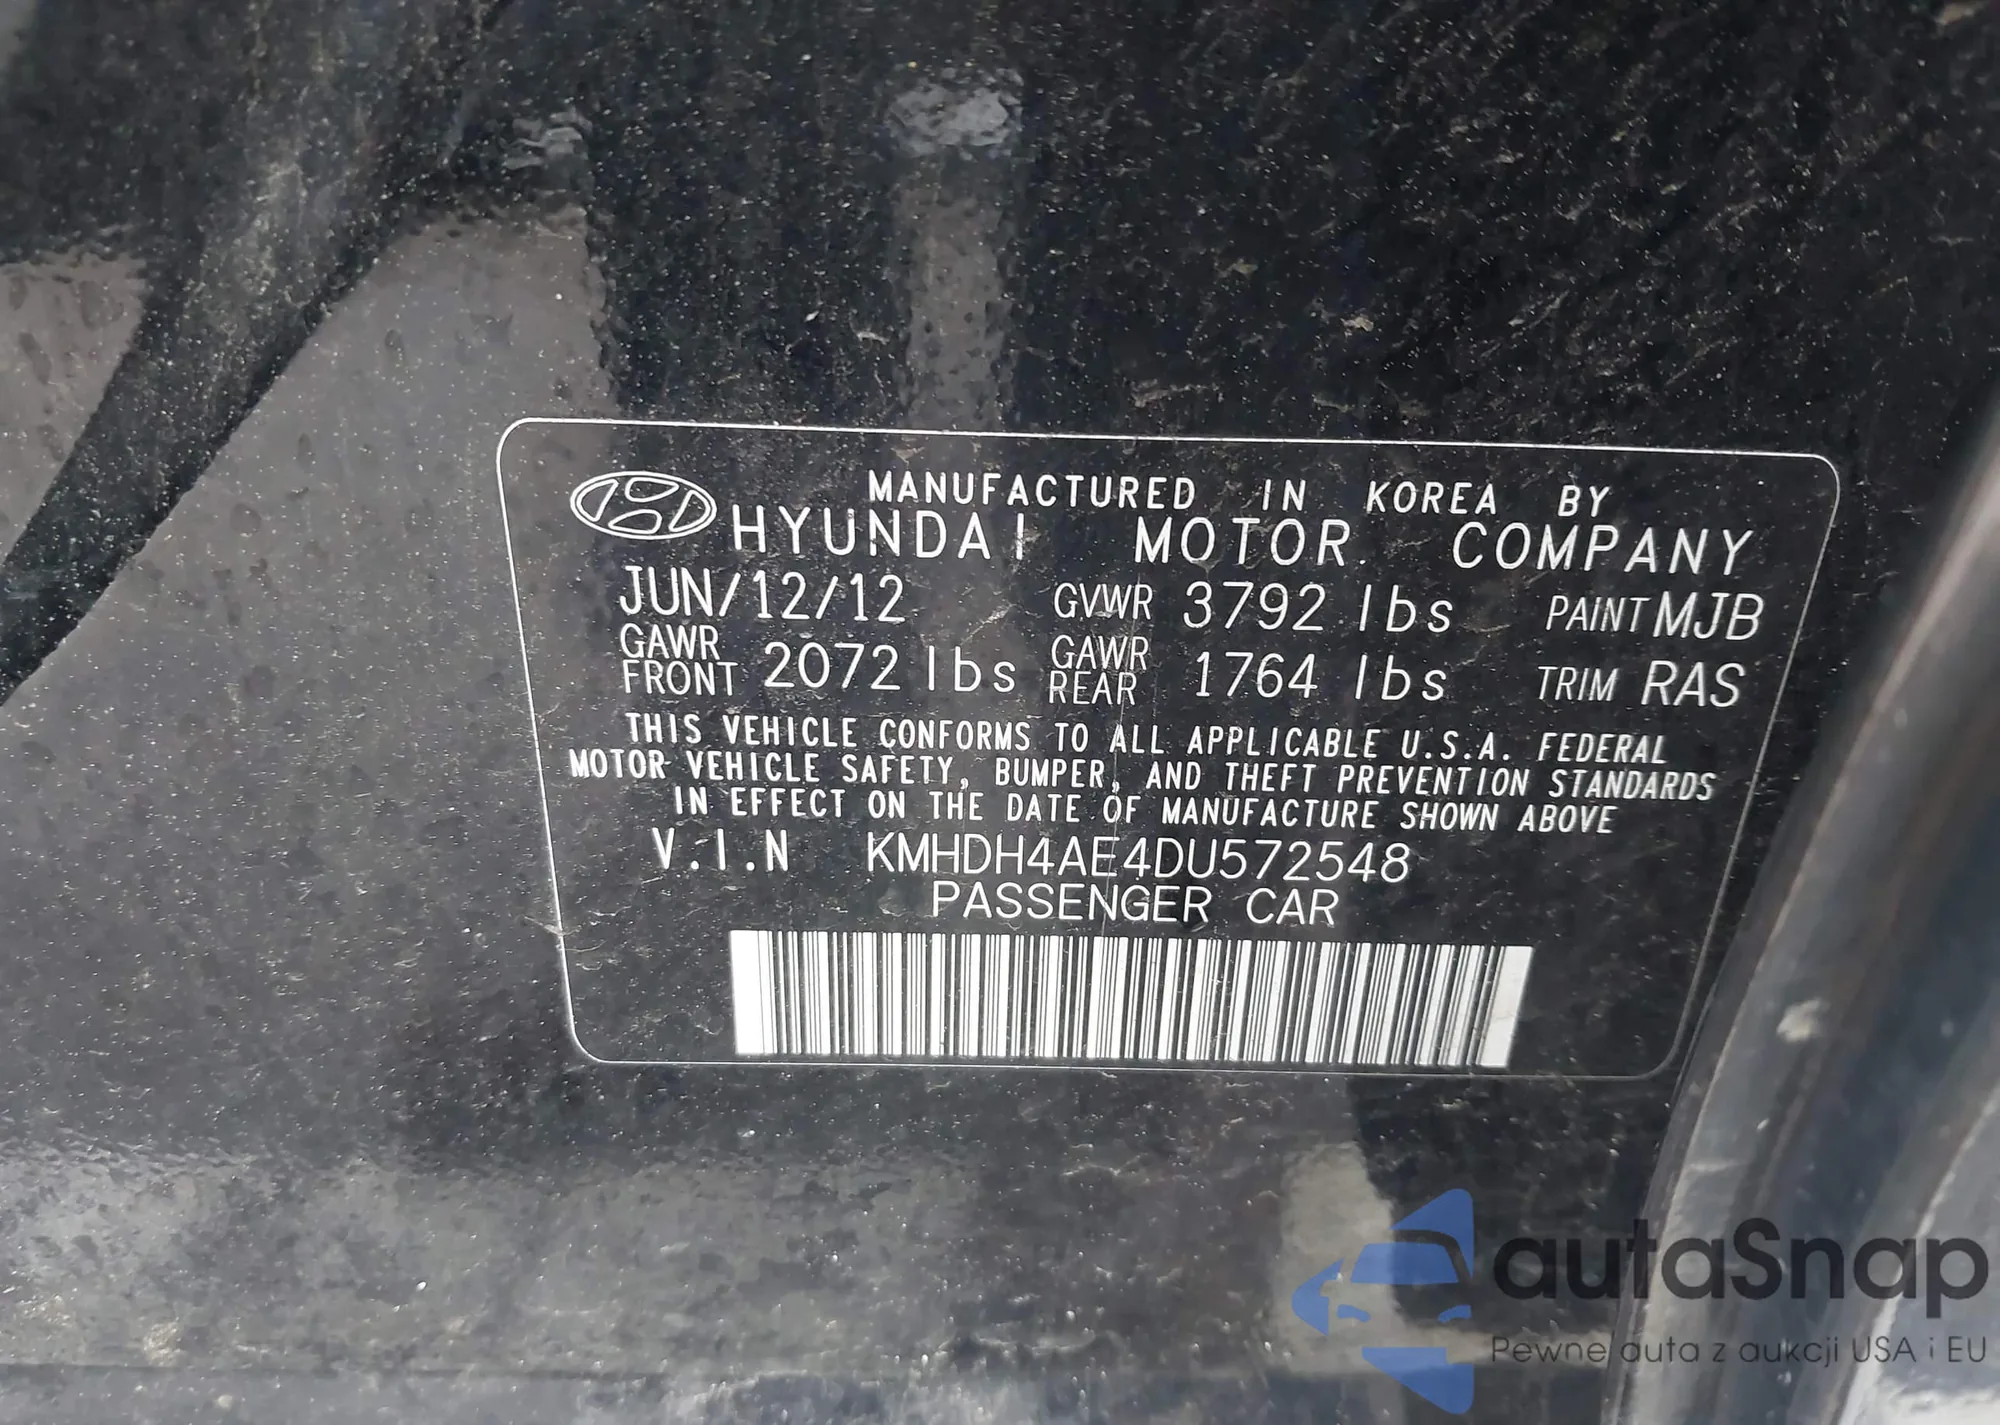 MANUFACTURED IN KOREA BY
HYUNDAI MOTOR COMPANY
JUN/12/12 GVWR 3792 lbs PAINT MJB
GAWR FRONT 2072 lbs GAWR REAR 1764 lbs TRIM RAS
THIS VEHICLE CONFORMS TO ALL APPLICABLE U.S.A. FEDERAL
MOTOR VEHICLE SAFETY, BUMPER, AND THEFT PREVENTION STANDARDS
IN EFFECT ON THE DATE OF MANUFACTURE SHOWN ABOVE
V.I.N KMHDH4AE4DU572548
PASSENGER CAR
autaSnap
Pewne auta z aukcji USA i EU